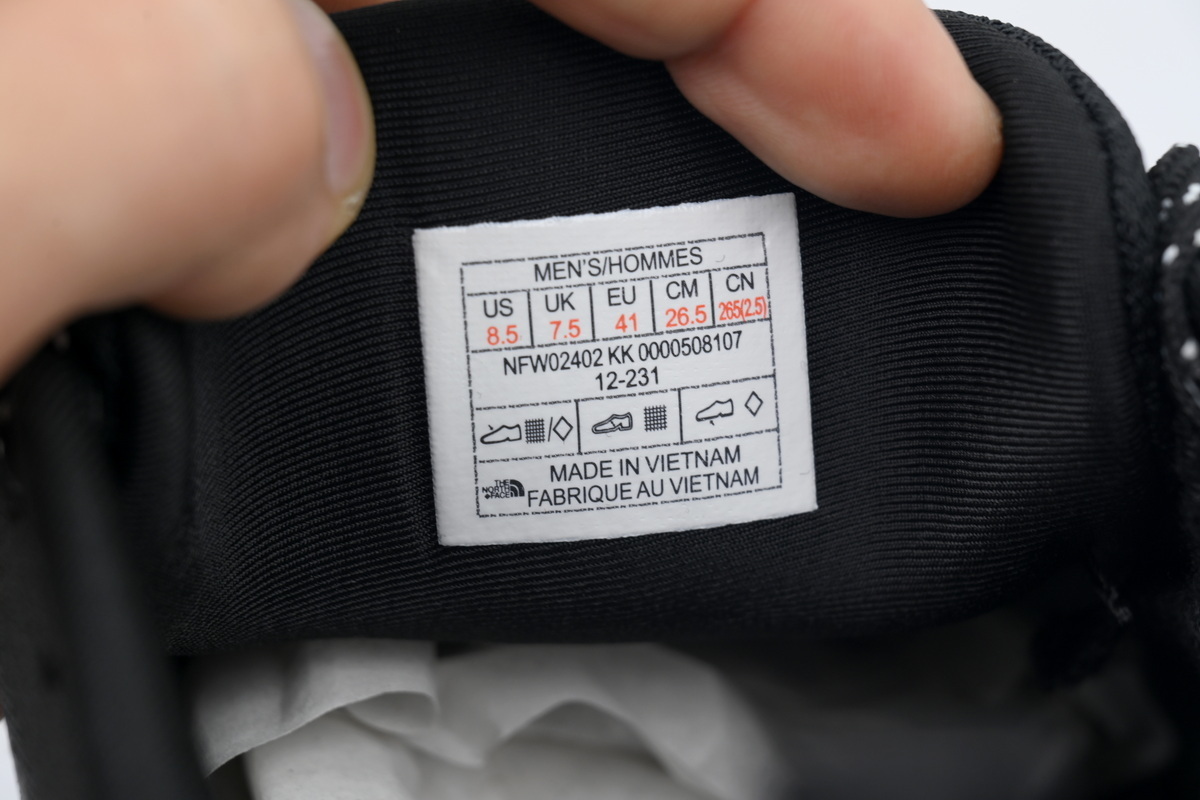 MEN'S/HOMMES
US UK EU CM CN
8.5 7.5 41 26.5 265(2.5)
NFW02402 KK 0000508107
12-231
/
THE NORTH FACE
MADE IN VIETNAM
FABRIQUE AU VIETNAM